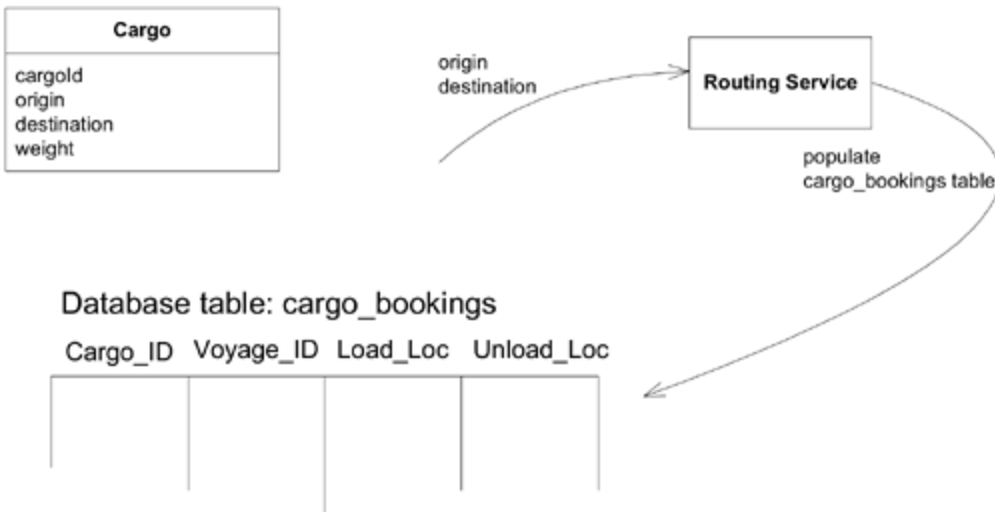 Cargo
cargoId
origin
destination
weight
origin
destination
Routing Service
populate
cargo_bookings table
Database table: cargo_bookings
Cargo_ID Voyage_ID Load_Loc Unload_Loc